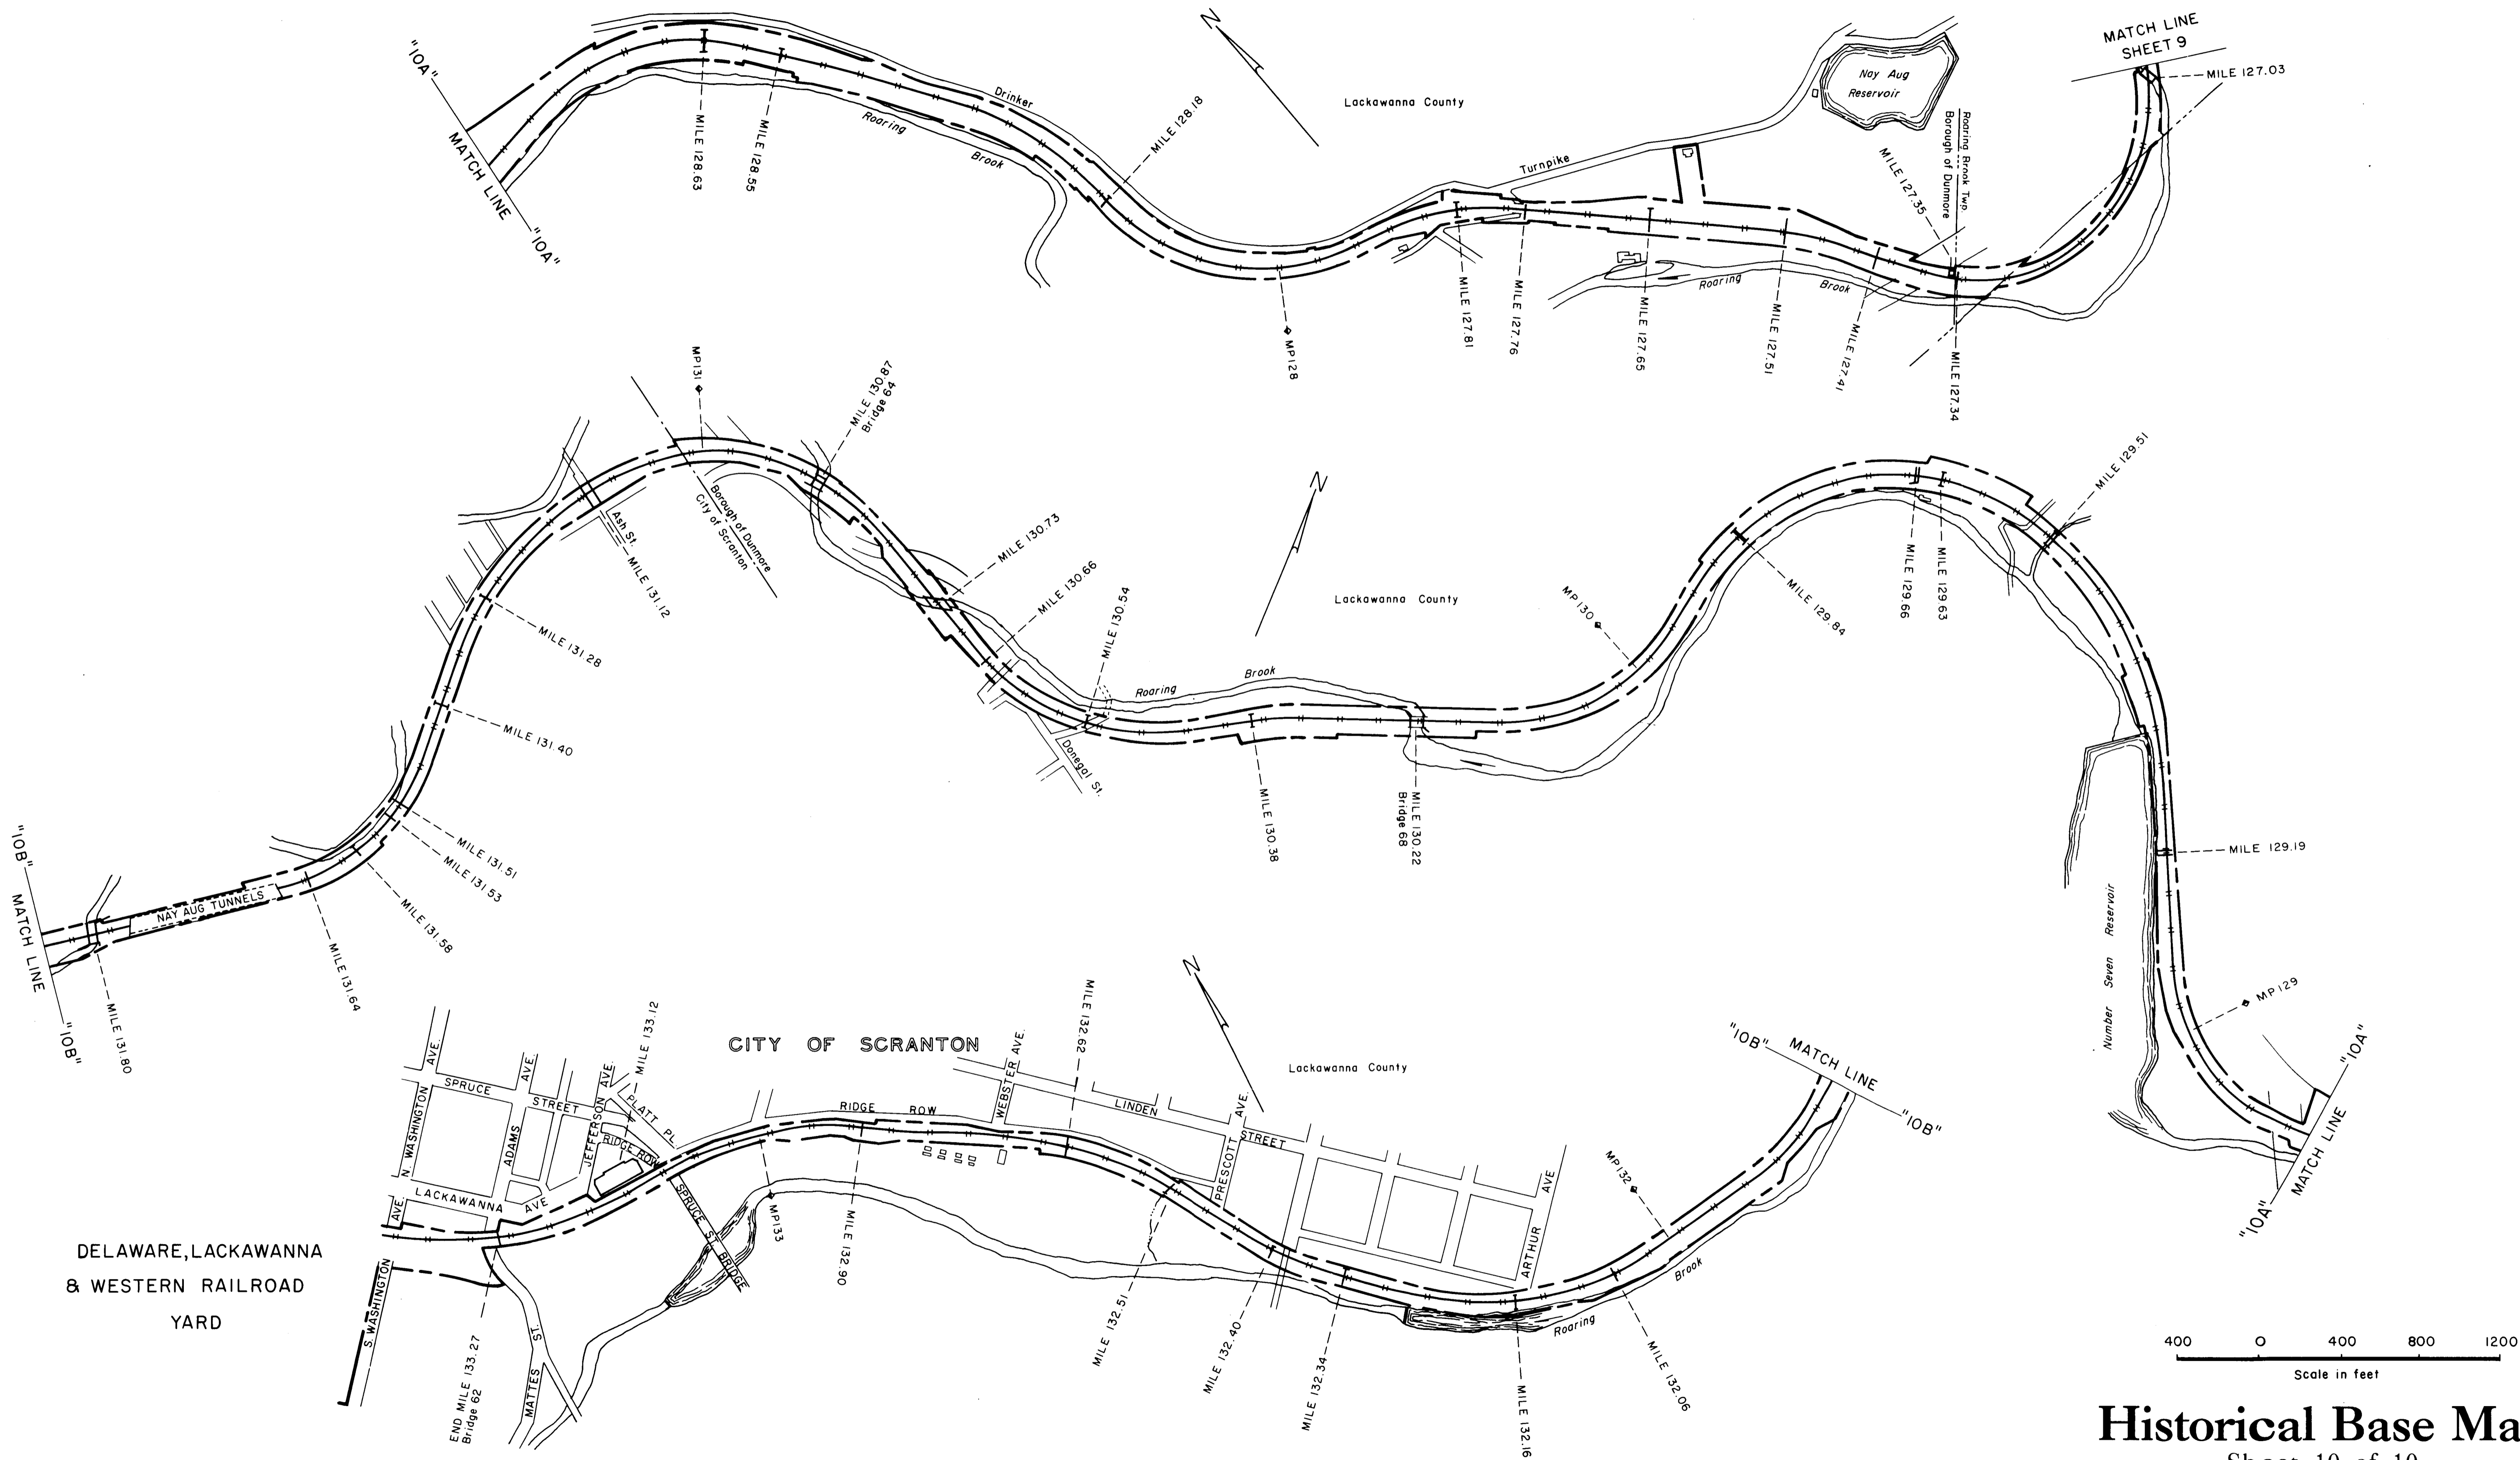 "10A"
MATCH LINE
"10A"
MILE 128.63
MILE 128.55
Roaring
Brook
Drinker
MILE 128.18
N
Lackawanna County
MP128
Turnpike
MILE 127.81
MILE 127.76
MILE 127.65
MILE 127.51
MILE 127.41
Roaring
Brook
Nay Aug
Reservoir
MILE 127.35
Roaring Brook Twp.
Borough of Dunmore
MILE 127.34
MATCH LINE
SHEET 9
MILE 127.03
"10B"
MATCH LINE
"10B"
MILE 131.80
NAY AUG TUNNELS
MILE 131.64
MILE 131.58
MILE 131.53
MILE 131.51
MILE 131.40
MILE 131.28
Ash St.
MILE 131.12
MP131
Borough of Dunmore
City of Scranton
MILE 130.87
Bridge 64
MILE 130.73
MILE 130.66
MILE 130.54
Donegal St.
Roaring
Brook
MILE 130.38
MILE 130.22
Bridge 68
N
Lackawanna County
MP130
MILE 129.84
MILE 129.66
MILE 129.63
MILE 129.51
MILE 129.19
Number Seven Reservoir
MP129
"10A"
MATCH LINE
"10A"
DELAWARE, LACKAWANNA
& WESTERN RAILROAD
YARD
CITY OF SCRANTON
N. WASHINGTON
AVE.
SPRUCE
STREET
ADAMS
AVE.
JEFFERSON
AVE.
PLATT PL.
RIDGE ROW
MILE 133.12
LACKAWANNA
AVE
AVE.
S. WASHINGTON
END MILE 133.27
Bridge 62
MATTES
ST.
SPRUCE ST BRIDGE
MP133
RIDGE ROW
MILE 132.90
WEBSTER AVE.
MILE 132.62
LINDEN
STREET
PRESCOTT
AVE.
MILE 132.51
MILE 132.40
MILE 132.34
ARTHUR
AVE
MILE 132.16
MILE 132.06
MP132
Roaring
Brook
N
Lackawanna County
"10B"
MATCH LINE
"10B"
400 0 400 800 1200
Scale in feet
Historical Base Ma
Sheet 10 of 10